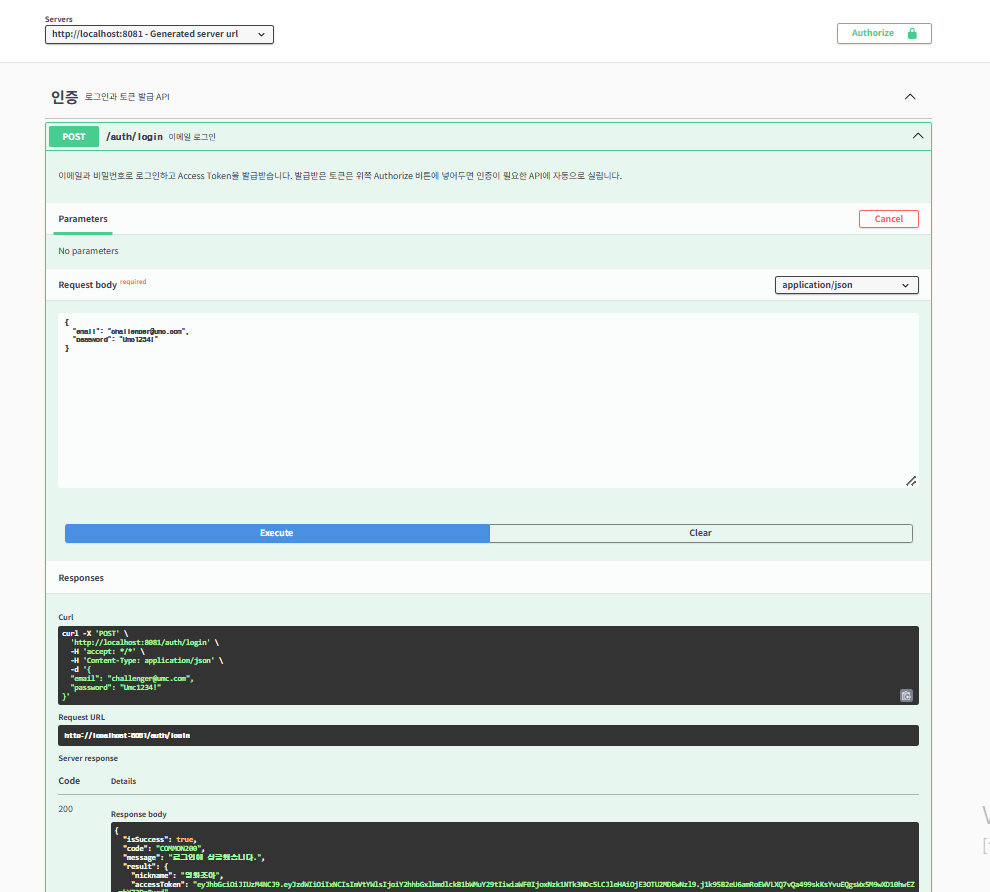 Servers
http://localhost:8081 - Generated server url
Authorize
인증 로그인과 토큰 발급 API
POST /auth/login 이메일 로그인
이메일과 비밀번호로 로그인하고 Access Token을 발급받습니다. 발급받은 토큰은 위쪽 Authorize 버튼에 넣어두면 인증이 필요한 API에 자동으로 실립니다.
Parameters
Cancel
No parameters
Request body required
application/json
{
"email": "challenger@umc.com",
"password": "Umc1234!"
}
Execute
Clear
Responses
Curl
curl -X 'POST' \
'http://localhost:8081/auth/login' \
-H 'accept: */*' \
-H 'Content-Type: application/json' \
-d '{
"email": "challenger@umc.com",
"password": "Umc1234!"
}'
Request URL
http://localhost:8081/auth/login
Server response
Code Details
200
Response body
{
"isSuccess": true,
"code": "COMMON200",
"message": "로그인에 성공했습니다.",
"result": {
"nickname":
"accessToken":